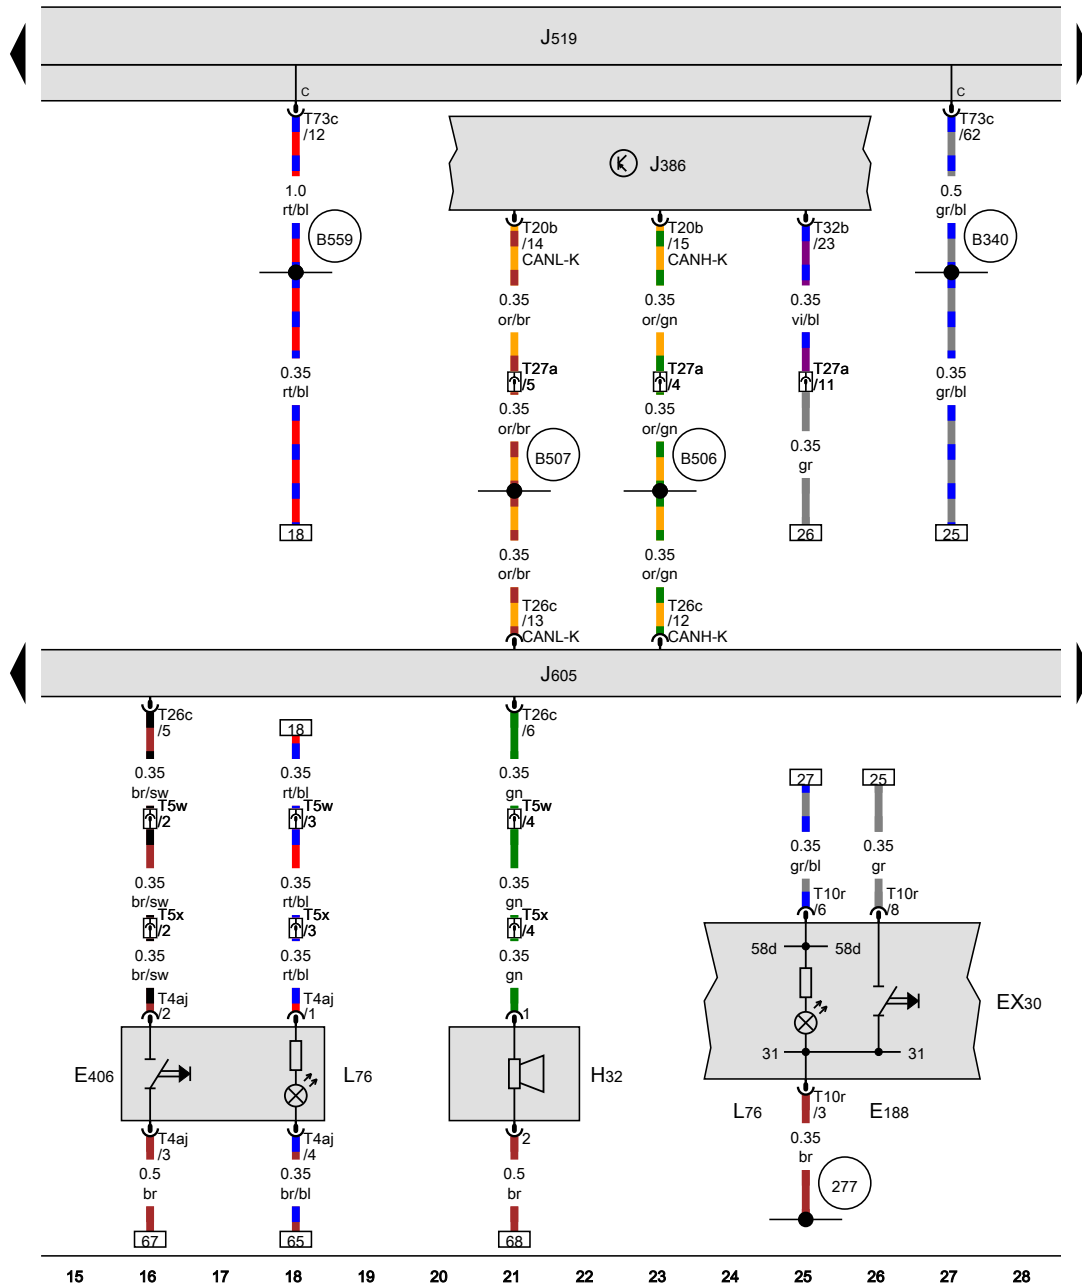 J519
C
C
T73c
/12
T73c
/62
J386
1.0
rt/bl
0.5
gr/bl
B559
B340
T20b
/14
CANL-K
T20b
/15
CANH-K
T32b
/23
0.35
or/br
0.35
or/gn
0.35
vi/bl
0.35
rt/bl
T27a
/5
T27a
/4
T27a
/11
0.35
gr/bl
0.35
or/br
0.35
or/gn
0.35
gr
B507
B506
18
26
25
0.35
or/br
0.35
or/gn
T26c
/13
CANL-K
T26c
/12
CANH-K
J605
T26c
/5
18
T26c
/6
0.35
br/sw
0.35
rt/bl
0.35
gn
27
25
T5w
/2
T5w
/3
T5w
/4
0.35
gr/bl
0.35
gr
0.35
br/sw
0.35
rt/bl
0.35
gn
T10r
/6
T10r
/8
T5x
/2
T5x
/3
T5x
/4
0.35
br/sw
0.35
rt/bl
0.35
gn
58d
58d
T4aj
/2
T4aj
/1
1
EX30
31
31
E406
L76
H32
T10r
/3
L76
E188
T4aj
/3
T4aj
/4
2
0.35
br
0.5
br
0.35
br/bl
0.5
br
277
67
65
68
15 16 17 18 19 20 21 22 23 24 25 26 27 28